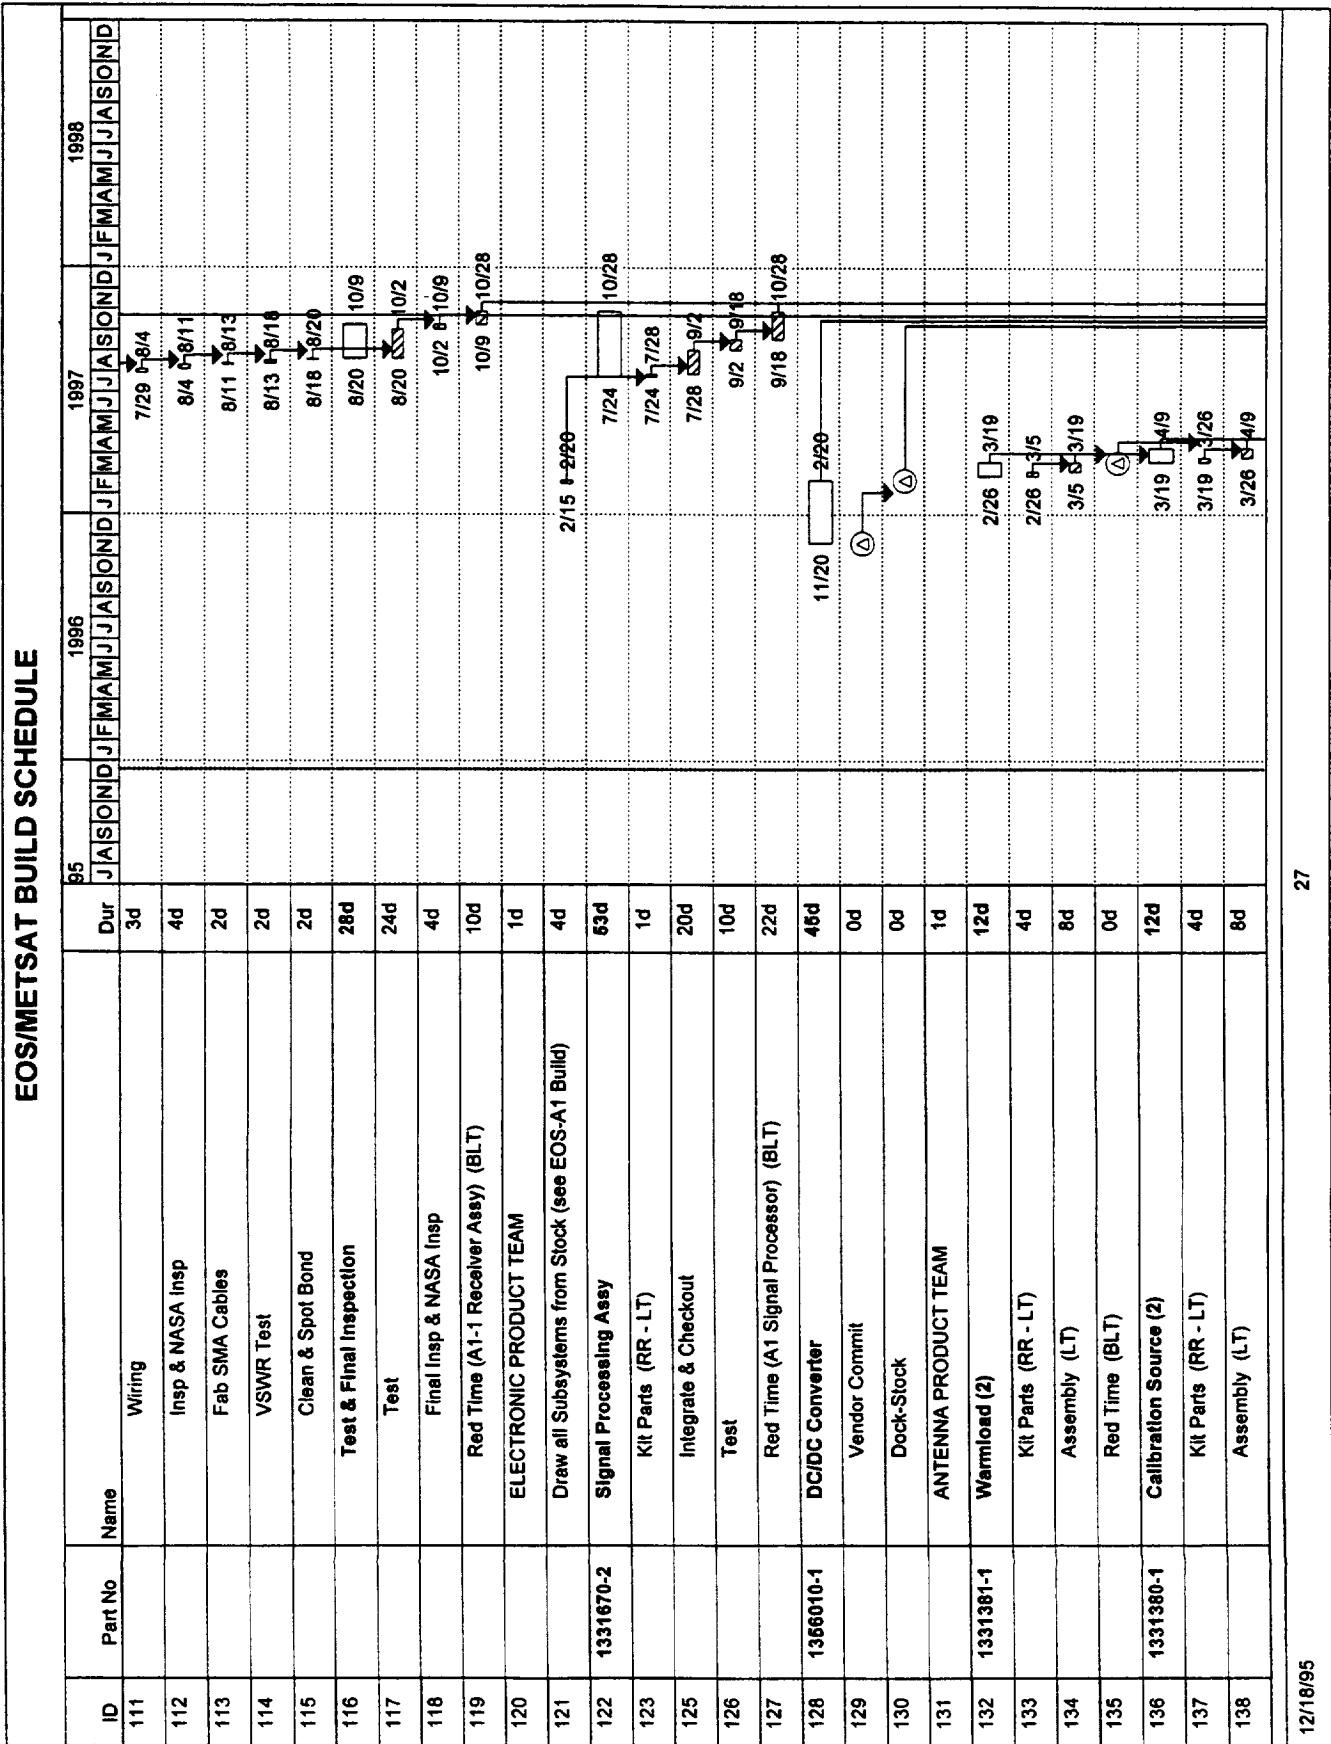 EOS/METSAT BUILD SCHEDULE
95 1996 1997 1998
ID Part No Name Dur J A S O N D J F M A M J J A S O N D J F M A M J J A S O N D J F M A M J J A S O N D
111 Wiring 3d 7/29 8/4
112 Insp & NASA Insp 4d 8/4 8/11
113 Fab SMA Cables 2d 8/11 8/13
114 VSWR Test 2d 8/13 8/18
115 Clean & Spot Bond 2d 8/18 8/20
116 Test & Final Inspection 28d 8/20 10/9
117 Test 24d 8/20 10/2
118 Final Insp & NASA Insp 4d 10/2 10/9
119 Red Time (A1-1 Receiver Assy) (BLT) 10d 10/9 10/28
120 ELECTRONIC PRODUCT TEAM 1d
121 Draw all Subsystems from Stock (see EOS-A1 Build) 4d 2/15 2/20
122 1331670-2 Signal Processing Assy 53d 7/24 10/28
123 Kit Parts (RR - LT) 1d 7/24 7/28
125 Integrate & Checkout 20d 7/28 9/2
126 Test 10d 9/2 9/18
127 Red Time (A1 Signal Processor) (BLT) 22d 9/18 10/28
128 1356010-1 DC/DC Converter 45d 11/20 2/20
129 Vendor Commit 0d
130 Dock-Stock 0d
131 ANTENNA PRODUCT TEAM 1d
132 1331381-1 Warmload (2) 12d 2/26 3/19
133 Kit Parts (RR - LT) 4d 2/26 3/5
134 Assembly (LT) 8d 3/5 3/19
135 Red Time (BLT) 0d
136 1331380-1 Calibration Source (2) 12d 3/19 4/9
137 Kit Parts (RR - LT) 4d 3/19 3/26
138 Assembly (LT) 8d 3/26 4/9
12/18/95 27